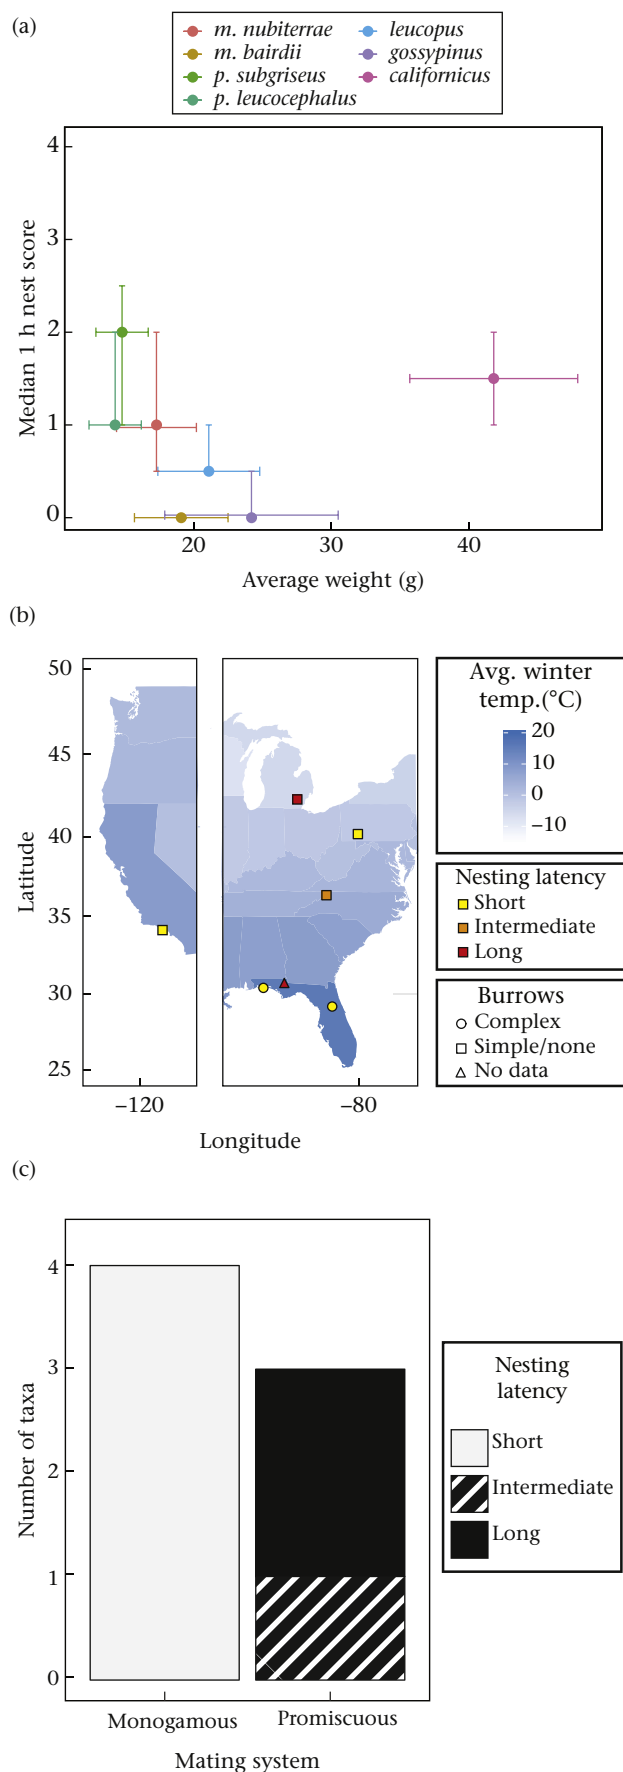 (a)
m. nubiterrae
m. bairdii
p. subgriseus
p. leucocephalus
leucopus
gossypinus
californicus
4
3
2
1
0
Median 1 h nest score
20
30
40
Average weight (g)
(b)
50
45
40
35
30
25
Latitude
−120
−80
Longitude
Avg. winter
temp.(°C)
20
10
0
−10
Nesting latency
Short
Intermediate
Long
Burrows
Complex
Simple/none
No data
(c)
4
3
2
1
0
Number of taxa
Monogamous
Promiscuous
Mating system
Nesting
latency
Short
Intermediate
Long